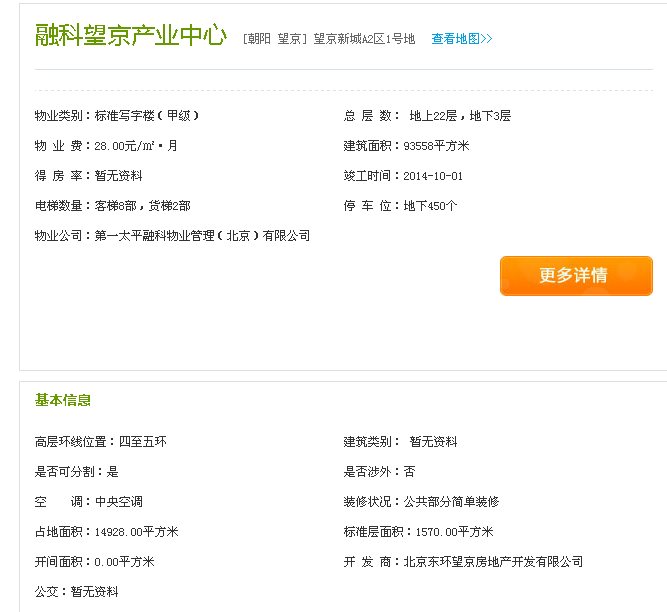 融科望京产业中心 [朝阳 望京] 望京新城A2区1号地 查看地图>>
物业类别：标准写字楼（甲级） 总 层 数： 地上22层，地下3层
物 业 费：28.00元/㎡·月 建筑面积：93558平方米
得 房 率：暂无资料 竣工时间：2014-10-01
电梯数量：客梯8部，货梯2部 停 车 位：地下450个
物业公司：第一太平融科物业管理（北京）有限公司
更多详情
基本信息
高层环线位置：四至五环 建筑类别： 暂无资料
是否可分割：是 是否涉外：否
空 调：中央空调 装修状况：公共部分简单装修
占地面积：14928.00平方米 标准层面积：1570.00平方米
开间面积：0.00平方米 开 发 商：北京东环望京房地产开发有限公司
公交：暂无资料